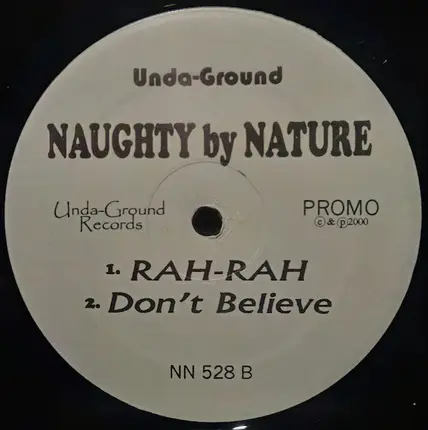 Unda-Ground
NAUGHTY by NATURE
Unda-Ground
Records
PROMO
©&℗2000
1. RAH-RAH
2. Don't Believe
NN 528 B